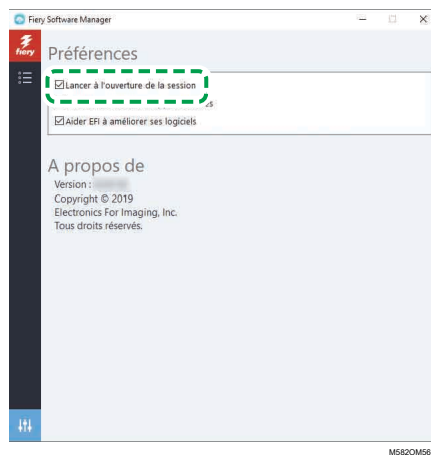 Fiery Software Manager
fiery
Préférences
Lancer à l'ouverture de la session
Aider EFI à améliorer ses logiciels
A propos de
Version :
Copyright © 2019
Electronics For Imaging, Inc.
Tous droits réservés.
M582OM56